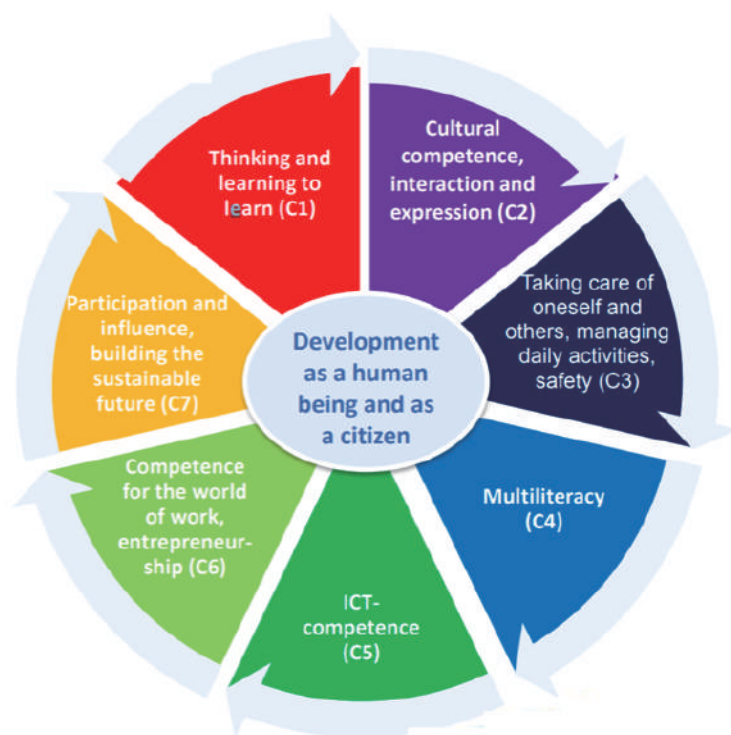 Thinking and
learning to
learn (C1)
Cultural
competence,
interaction and
expression (C2)
Taking care of
oneself and
others, managing
daily activities,
safety (C3)
Multiliteracy
(C4)
ICT-
competence
(C5)
Competence
for the world
of work,
entrepreneur-
ship (C6)
Participation and
influence,
building the
sustainable
future (C7)
Development
as a human
being and as
a citizen